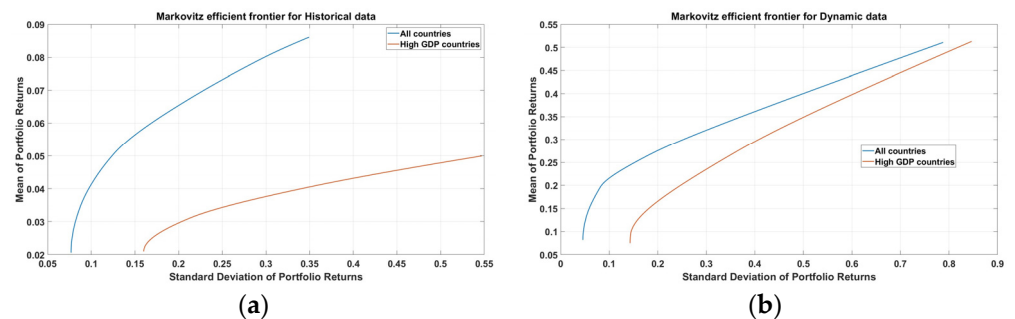 Markovitz efficient frontier for Historical data
0.09
0.08
0.07
0.06
0.05
0.04
0.03
0.02
Mean of Portfolio Returns
All countries
High GDP countries
0.05 0.1 0.15 0.2 0.25 0.3 0.35 0.4 0.45 0.5 0.55
Standard Deviation of Portfolio Returns
(a)
Markovitz efficient frontier for Dynamic data
0.55
0.5
0.45
0.4
0.35
0.3
0.25
0.2
0.15
0.1
0.05
Mean of Portfolio Returns
All countries
High GDP countries
0 0.1 0.2 0.3 0.4 0.5 0.6 0.7 0.8 0.9
Standard Deviation of Portfolio Returns
(b)